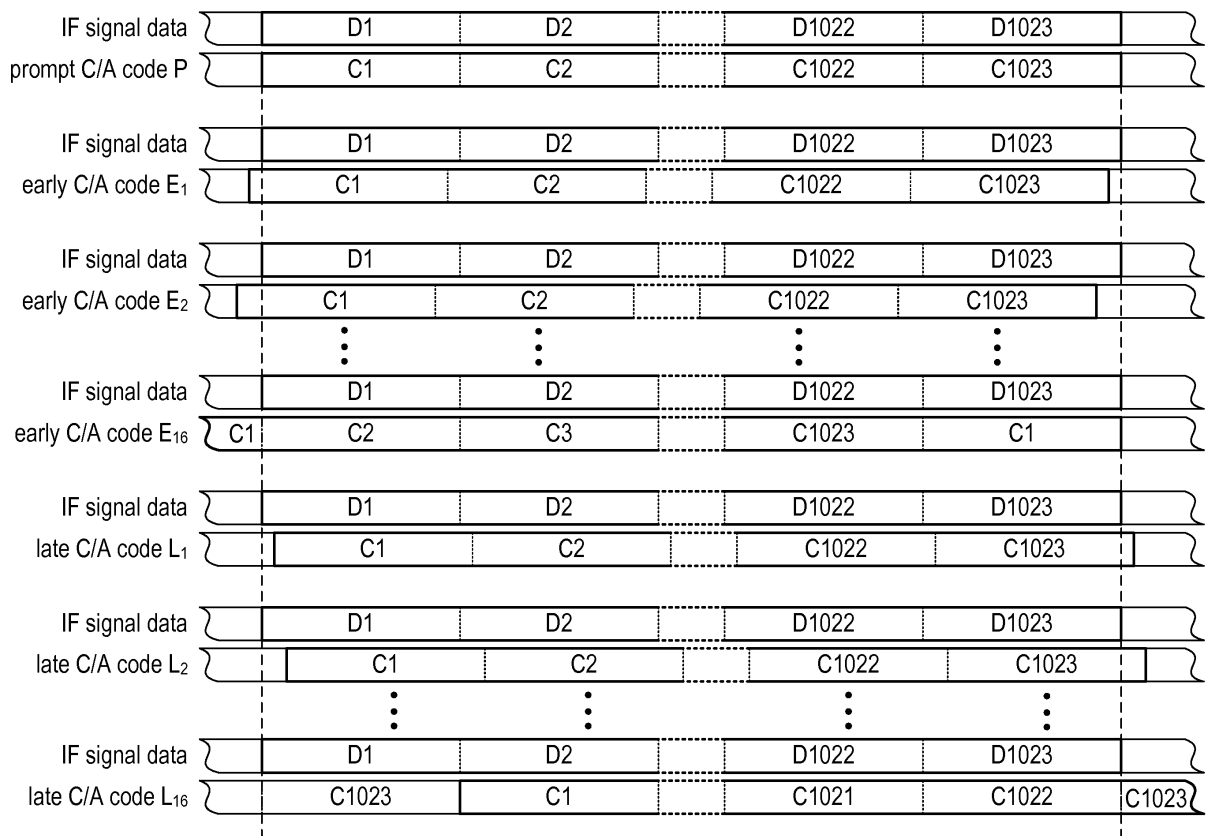 IF signal data D1 D2 D1022 D1023
prompt C/A code P C1 C2 C1022 C1023
IF signal data D1 D2 D1022 D1023
early C/A code E1 C1 C2 C1022 C1023
IF signal data D1 D2 D1022 D1023
early C/A code E2 C1 C2 C1022 C1023
IF signal data D1 D2 D1022 D1023
early C/A code E16 C1 C2 C3 C1023 C1
IF signal data D1 D2 D1022 D1023
late C/A code L1 C1 C2 C1022 C1023
IF signal data D1 D2 D1022 D1023
late C/A code L2 C1 C2 C1022 C1023
IF signal data D1 D2 D1022 D1023
late C/A code L16 C1023 C1 C1021 C1022 C1023